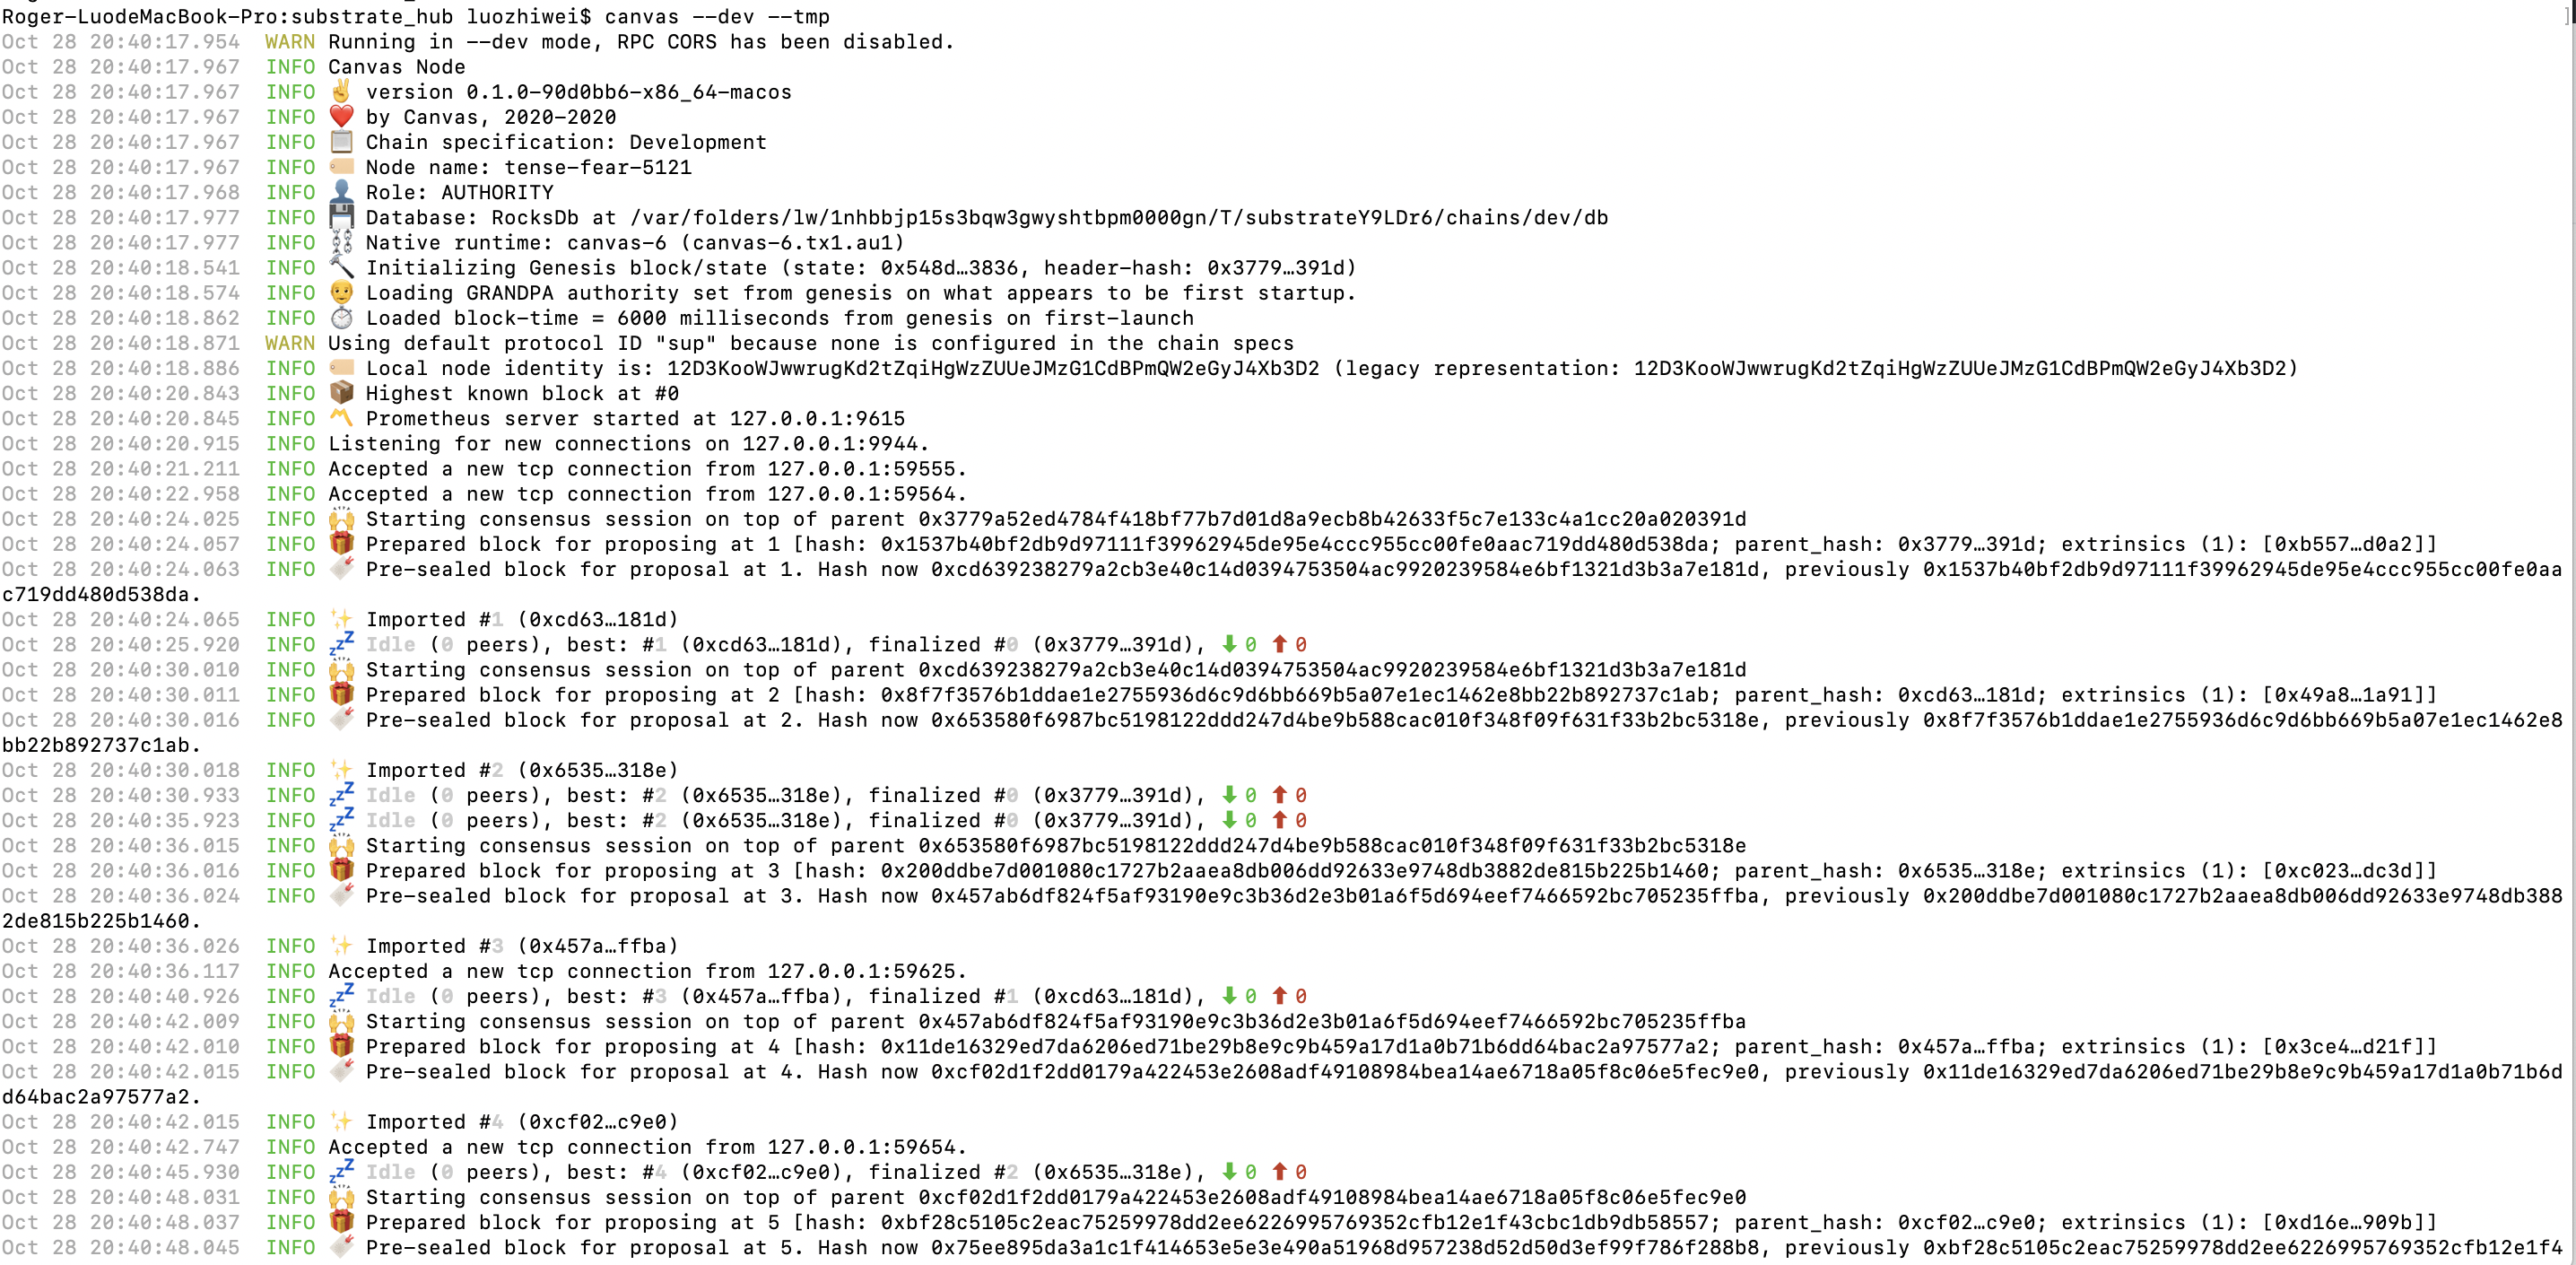 Roger-LuodeMacBook-Pro:substrate_hub luozhiwei$ canvas --dev --tmp
Oct 28 20:40:17.954  WARN Running in --dev mode, RPC CORS has been disabled.
Oct 28 20:40:17.967  INFO Canvas Node
Oct 28 20:40:17.967  INFO ✌️ version 0.1.0-90d0bb6-x86_64-macos
Oct 28 20:40:17.967  INFO ❤️ by Canvas, 2020-2020
Oct 28 20:40:17.967  INFO 📋 Chain specification: Development
Oct 28 20:40:17.967  INFO 🏷 Node name: tense-fear-5121
Oct 28 20:40:17.968  INFO 👤 Role: AUTHORITY
Oct 28 20:40:17.977  INFO 💾 Database: RocksDb at /var/folders/lw/1nhbbjp15s3bqw3gwyshtbpm0000gn/T/substrateY9LDr6/chains/dev/db
Oct 28 20:40:17.977  INFO ⛓ Native runtime: canvas-6 (canvas-6.tx1.au1)
Oct 28 20:40:18.541  INFO 🔨 Initializing Genesis block/state (state: 0x548d…3836, header-hash: 0x3779…391d)
Oct 28 20:40:18.574  INFO 👴 Loading GRANDPA authority set from genesis on what appears to be first startup.
Oct 28 20:40:18.862  INFO ⏱ Loaded block-time = 6000 milliseconds from genesis on first-launch
Oct 28 20:40:18.871  WARN Using default protocol ID "sup" because none is configured in the chain specs
Oct 28 20:40:18.886  INFO 🏷 Local node identity is: 12D3KooWJwwrugKd2tZqiHgWzZUUeJMzG1CdBPmQW2eGyJ4Xb3D2 (legacy representation: 12D3KooWJwwrugKd2tZqiHgWzZUUeJMzG1CdBPmQW2eGyJ4Xb3D2)
Oct 28 20:40:20.843  INFO 📦 Highest known block at #0
Oct 28 20:40:20.845  INFO 〽️ Prometheus server started at 127.0.0.1:9615
Oct 28 20:40:20.915  INFO Listening for new connections on 127.0.0.1:9944.
Oct 28 20:40:21.211  INFO Accepted a new tcp connection from 127.0.0.1:59555.
Oct 28 20:40:22.958  INFO Accepted a new tcp connection from 127.0.0.1:59564.
Oct 28 20:40:24.025  INFO 🙌 Starting consensus session on top of parent 0x3779a52ed4784f418bf77b7d01d8a9ecb8b42633f5c7e133c4a1cc20a020391d
Oct 28 20:40:24.057  INFO 🎁 Prepared block for proposing at 1 [hash: 0x1537b40bf2db9d97111f39962945de95e4ccc955cc00fe0aac719dd480d538da; parent_hash: 0x3779…391d; extrinsics (1): [0xb557…d0a2]]
Oct 28 20:40:24.063  INFO 🔖 Pre-sealed block for proposal at 1. Hash now 0xcd639238279a2cb3e40c14d0394753504ac9920239584e6bf1321d3b3a7e181d, previously 0x1537b40bf2db9d97111f39962945de95e4ccc955cc00fe0aa
c719dd480d538da.
Oct 28 20:40:24.065  INFO ✨ Imported #1 (0xcd63…181d)
Oct 28 20:40:25.920  INFO 💤 Idle (0 peers), best: #1 (0xcd63…181d), finalized #0 (0x3779…391d), ⬇ 0 ⬆ 0
Oct 28 20:40:30.010  INFO 🙌 Starting consensus session on top of parent 0xcd639238279a2cb3e40c14d0394753504ac9920239584e6bf1321d3b3a7e181d
Oct 28 20:40:30.011  INFO 🎁 Prepared block for proposing at 2 [hash: 0x8f7f3576b1ddae1e2755936d6c9d6bb669b5a07e1ec1462e8bb22b892737c1ab; parent_hash: 0xcd63…181d; extrinsics (1): [0x49a8…1a91]]
Oct 28 20:40:30.016  INFO 🔖 Pre-sealed block for proposal at 2. Hash now 0x653580f6987bc5198122ddd247d4be9b588cac010f348f09f631f33b2bc5318e, previously 0x8f7f3576b1ddae1e2755936d6c9d6bb669b5a07e1ec1462e8
bb22b892737c1ab.
Oct 28 20:40:30.018  INFO ✨ Imported #2 (0x6535…318e)
Oct 28 20:40:30.933  INFO 💤 Idle (0 peers), best: #2 (0x6535…318e), finalized #0 (0x3779…391d), ⬇ 0 ⬆ 0
Oct 28 20:40:35.923  INFO 💤 Idle (0 peers), best: #2 (0x6535…318e), finalized #0 (0x3779…391d), ⬇ 0 ⬆ 0
Oct 28 20:40:36.015  INFO 🙌 Starting consensus session on top of parent 0x653580f6987bc5198122ddd247d4be9b588cac010f348f09f631f33b2bc5318e
Oct 28 20:40:36.016  INFO 🎁 Prepared block for proposing at 3 [hash: 0x200ddbe7d001080c1727b2aaea8db006dd92633e9748db3882de815b225b1460; parent_hash: 0x6535…318e; extrinsics (1): [0xc023…dc3d]]
Oct 28 20:40:36.024  INFO 🔖 Pre-sealed block for proposal at 3. Hash now 0x457ab6df824f5af93190e9c3b36d2e3b01a6f5d694eef7466592bc705235ffba, previously 0x200ddbe7d001080c1727b2aaea8db006dd92633e9748db388
2de815b225b1460.
Oct 28 20:40:36.026  INFO ✨ Imported #3 (0x457a…ffba)
Oct 28 20:40:36.117  INFO Accepted a new tcp connection from 127.0.0.1:59625.
Oct 28 20:40:40.926  INFO 💤 Idle (0 peers), best: #3 (0x457a…ffba), finalized #1 (0xcd63…181d), ⬇ 0 ⬆ 0
Oct 28 20:40:42.009  INFO 🙌 Starting consensus session on top of parent 0x457ab6df824f5af93190e9c3b36d2e3b01a6f5d694eef7466592bc705235ffba
Oct 28 20:40:42.010  INFO 🎁 Prepared block for proposing at 4 [hash: 0x11de16329ed7da6206ed71be29b8e9c9b459a17d1a0b71b6dd64bac2a97577a2; parent_hash: 0x457a…ffba; extrinsics (1): [0x3ce4…d21f]]
Oct 28 20:40:42.015  INFO 🔖 Pre-sealed block for proposal at 4. Hash now 0xcf02d1f2dd0179a422453e2608adf49108984bea14ae6718a05f8c06e5fec9e0, previously 0x11de16329ed7da6206ed71be29b8e9c9b459a17d1a0b71b6d
d64bac2a97577a2.
Oct 28 20:40:42.015  INFO ✨ Imported #4 (0xcf02…c9e0)
Oct 28 20:40:42.747  INFO Accepted a new tcp connection from 127.0.0.1:59654.
Oct 28 20:40:45.930  INFO 💤 Idle (0 peers), best: #4 (0xcf02…c9e0), finalized #2 (0x6535…318e), ⬇ 0 ⬆ 0
Oct 28 20:40:48.031  INFO 🙌 Starting consensus session on top of parent 0xcf02d1f2dd0179a422453e2608adf49108984bea14ae6718a05f8c06e5fec9e0
Oct 28 20:40:48.037  INFO 🎁 Prepared block for proposing at 5 [hash: 0xbf28c5105c2eac75259978dd2ee6226995769352cfb12e1f43cbc1db9db58557; parent_hash: 0xcf02…c9e0; extrinsics (1): [0xd16e…909b]]
Oct 28 20:40:48.045  INFO 🔖 Pre-sealed block for proposal at 5. Hash now 0x75ee895da3a1c1f414653e5e3e490a51968d957238d52d50d3ef99f786f288b8, previously 0xbf28c5105c2eac75259978dd2ee6226995769352cfb12e1f4